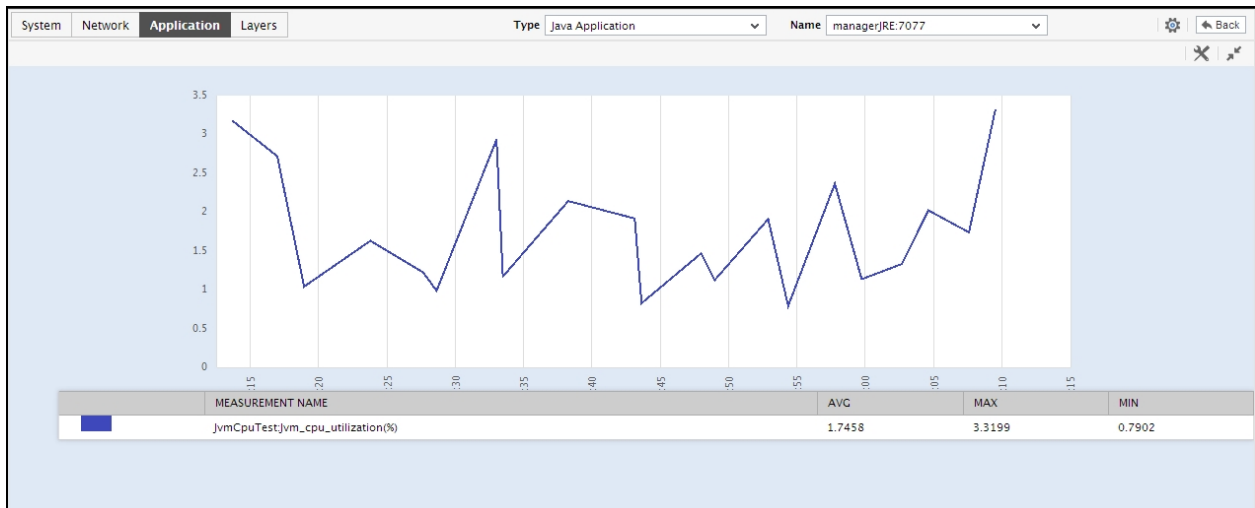 System Network Application Layers Type Java Application Name managerJRE:7077 Back
3.5
3
2.5
2
1.5
1
0.5
0
:15 :20 :25 :30 :35 :40 :45 :50 :55 :00 :05 :10 :15
MEASUREMENT NAME AVG MAX MIN
JvmCpuTest:Jvm_cpu_utilization(%) 1.7458 3.3199 0.7902